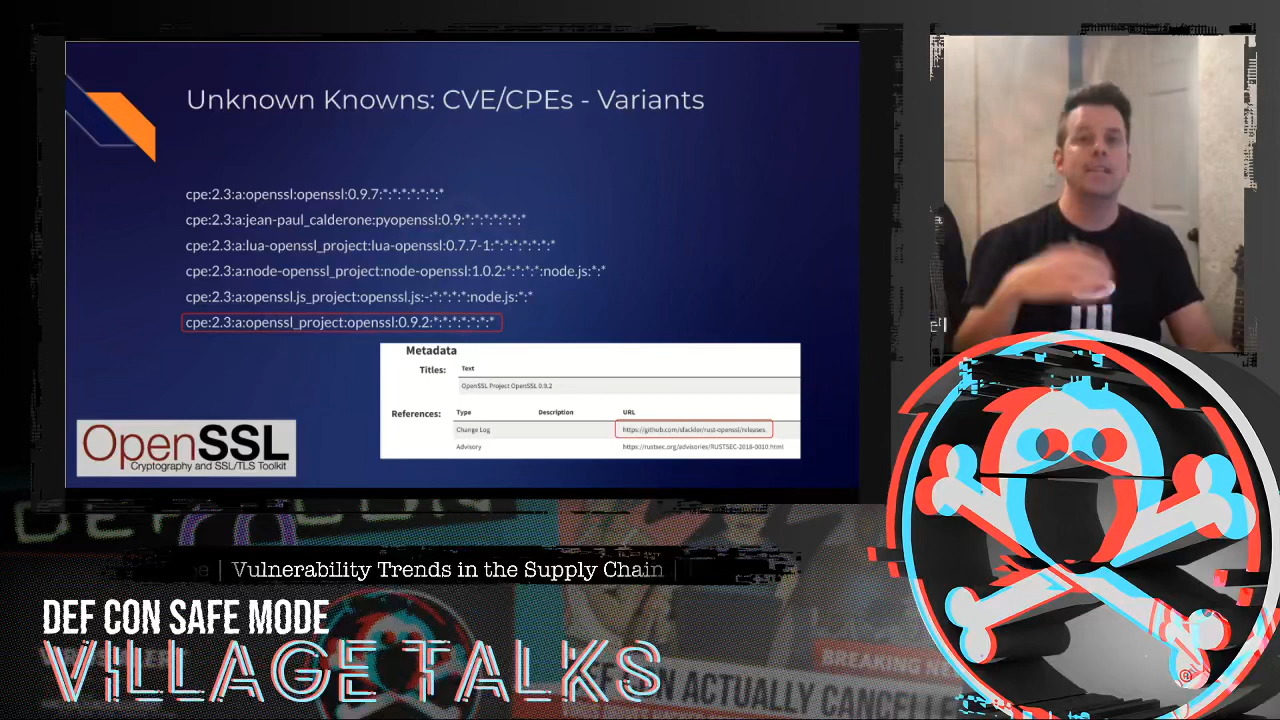 Unknown Knowns: CVE/CPEs - Variants
cpe:2.3:a:openssl:openssl:0.9.7:*:*:*:*:*:*:*
cpe:2.3:a:jean-paul_calderone:pyopenssl:0.9:*:*:*:*:*:*:*
cpe:2.3:a:lua-openssl_project:lua-openssl:0.7.7-1:*:*:*:*:*:*:*
cpe:2.3:a:node-openssl_project:node-openssl:1.0.2:*:*:*:*:node.js:*:*
cpe:2.3:a:openssl.js_project:openssl.js:-:*:*:*:*:node.js:*:*
cpe:2.3:a:openssl_project:openssl:0.9.2:*:*:*:*:*:*:*
Metadata
Titles: Text
OpenSSL Project OpenSSL 0.9.2
References: Type Description URL
Change Log https://github.com/sfackler/rust-openssl/releases
Advisory https://rustsec.org/advisories/RUSTSEC-2018-0010.html
OpenSSL
Cryptography and SSL/TLS Toolkit
DEF CON
| Vulnerability Trends in the Supply Chain |
DEF CON SAFE MODE
VILLAGE TALKS
BREAKING NE
CON ACTUALLY CANCELLE